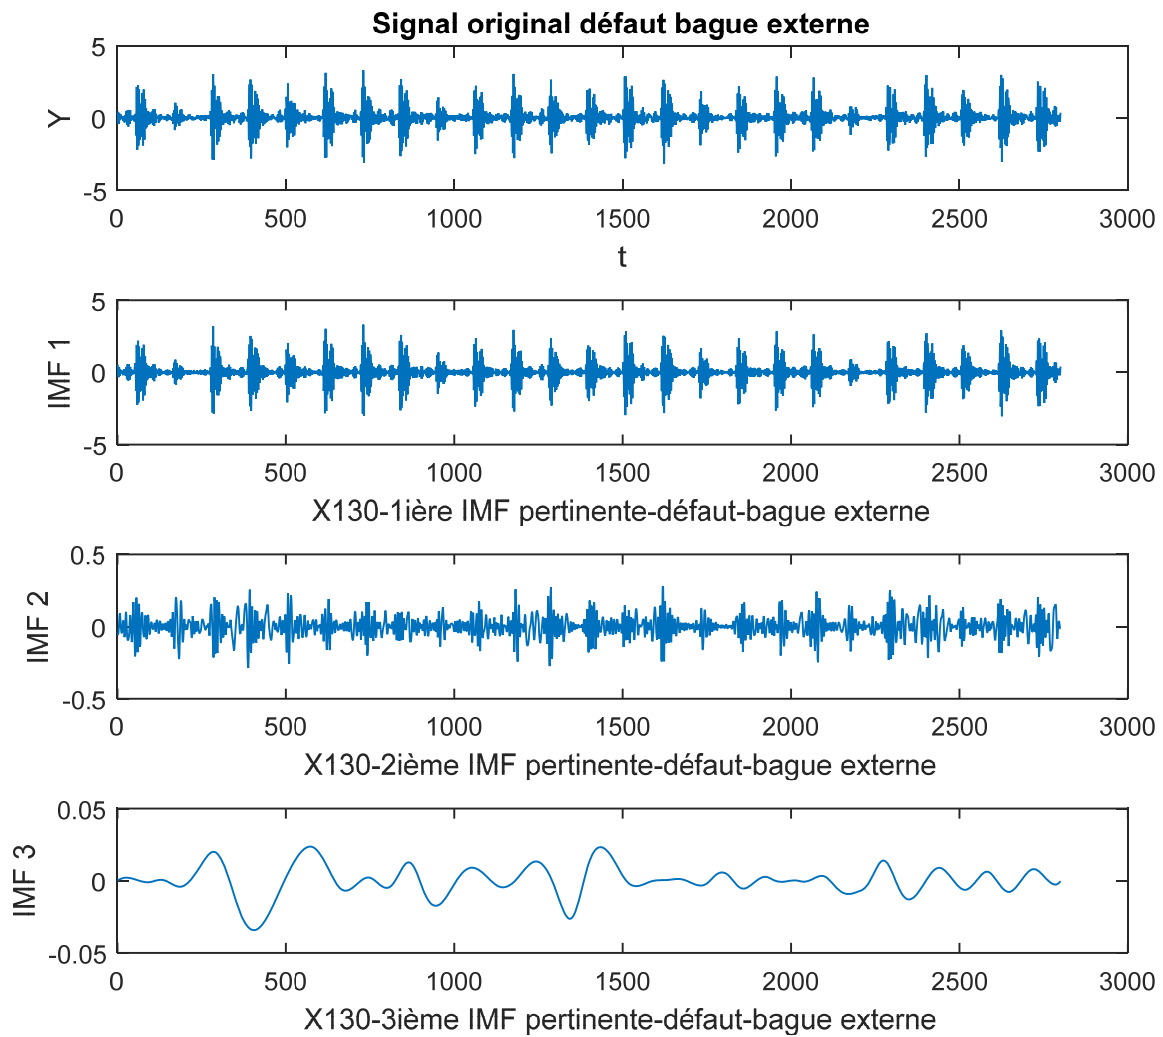 Signal original défaut bague externe
5
0
-5
Y
0 500 1000 1500 2000 2500 3000
t
5
0
-5
IMF 1
0 500 1000 1500 2000 2500 3000
X130-1ière IMF pertinente-défaut-bague externe
0.5
0
-0.5
IMF 2
0 500 1000 1500 2000 2500 3000
X130-2ième IMF pertinente-défaut-bague externe
0.05
0
-0.05
IMF 3
0 500 1000 1500 2000 2500 3000
X130-3ième IMF pertinente-défaut-bague externe